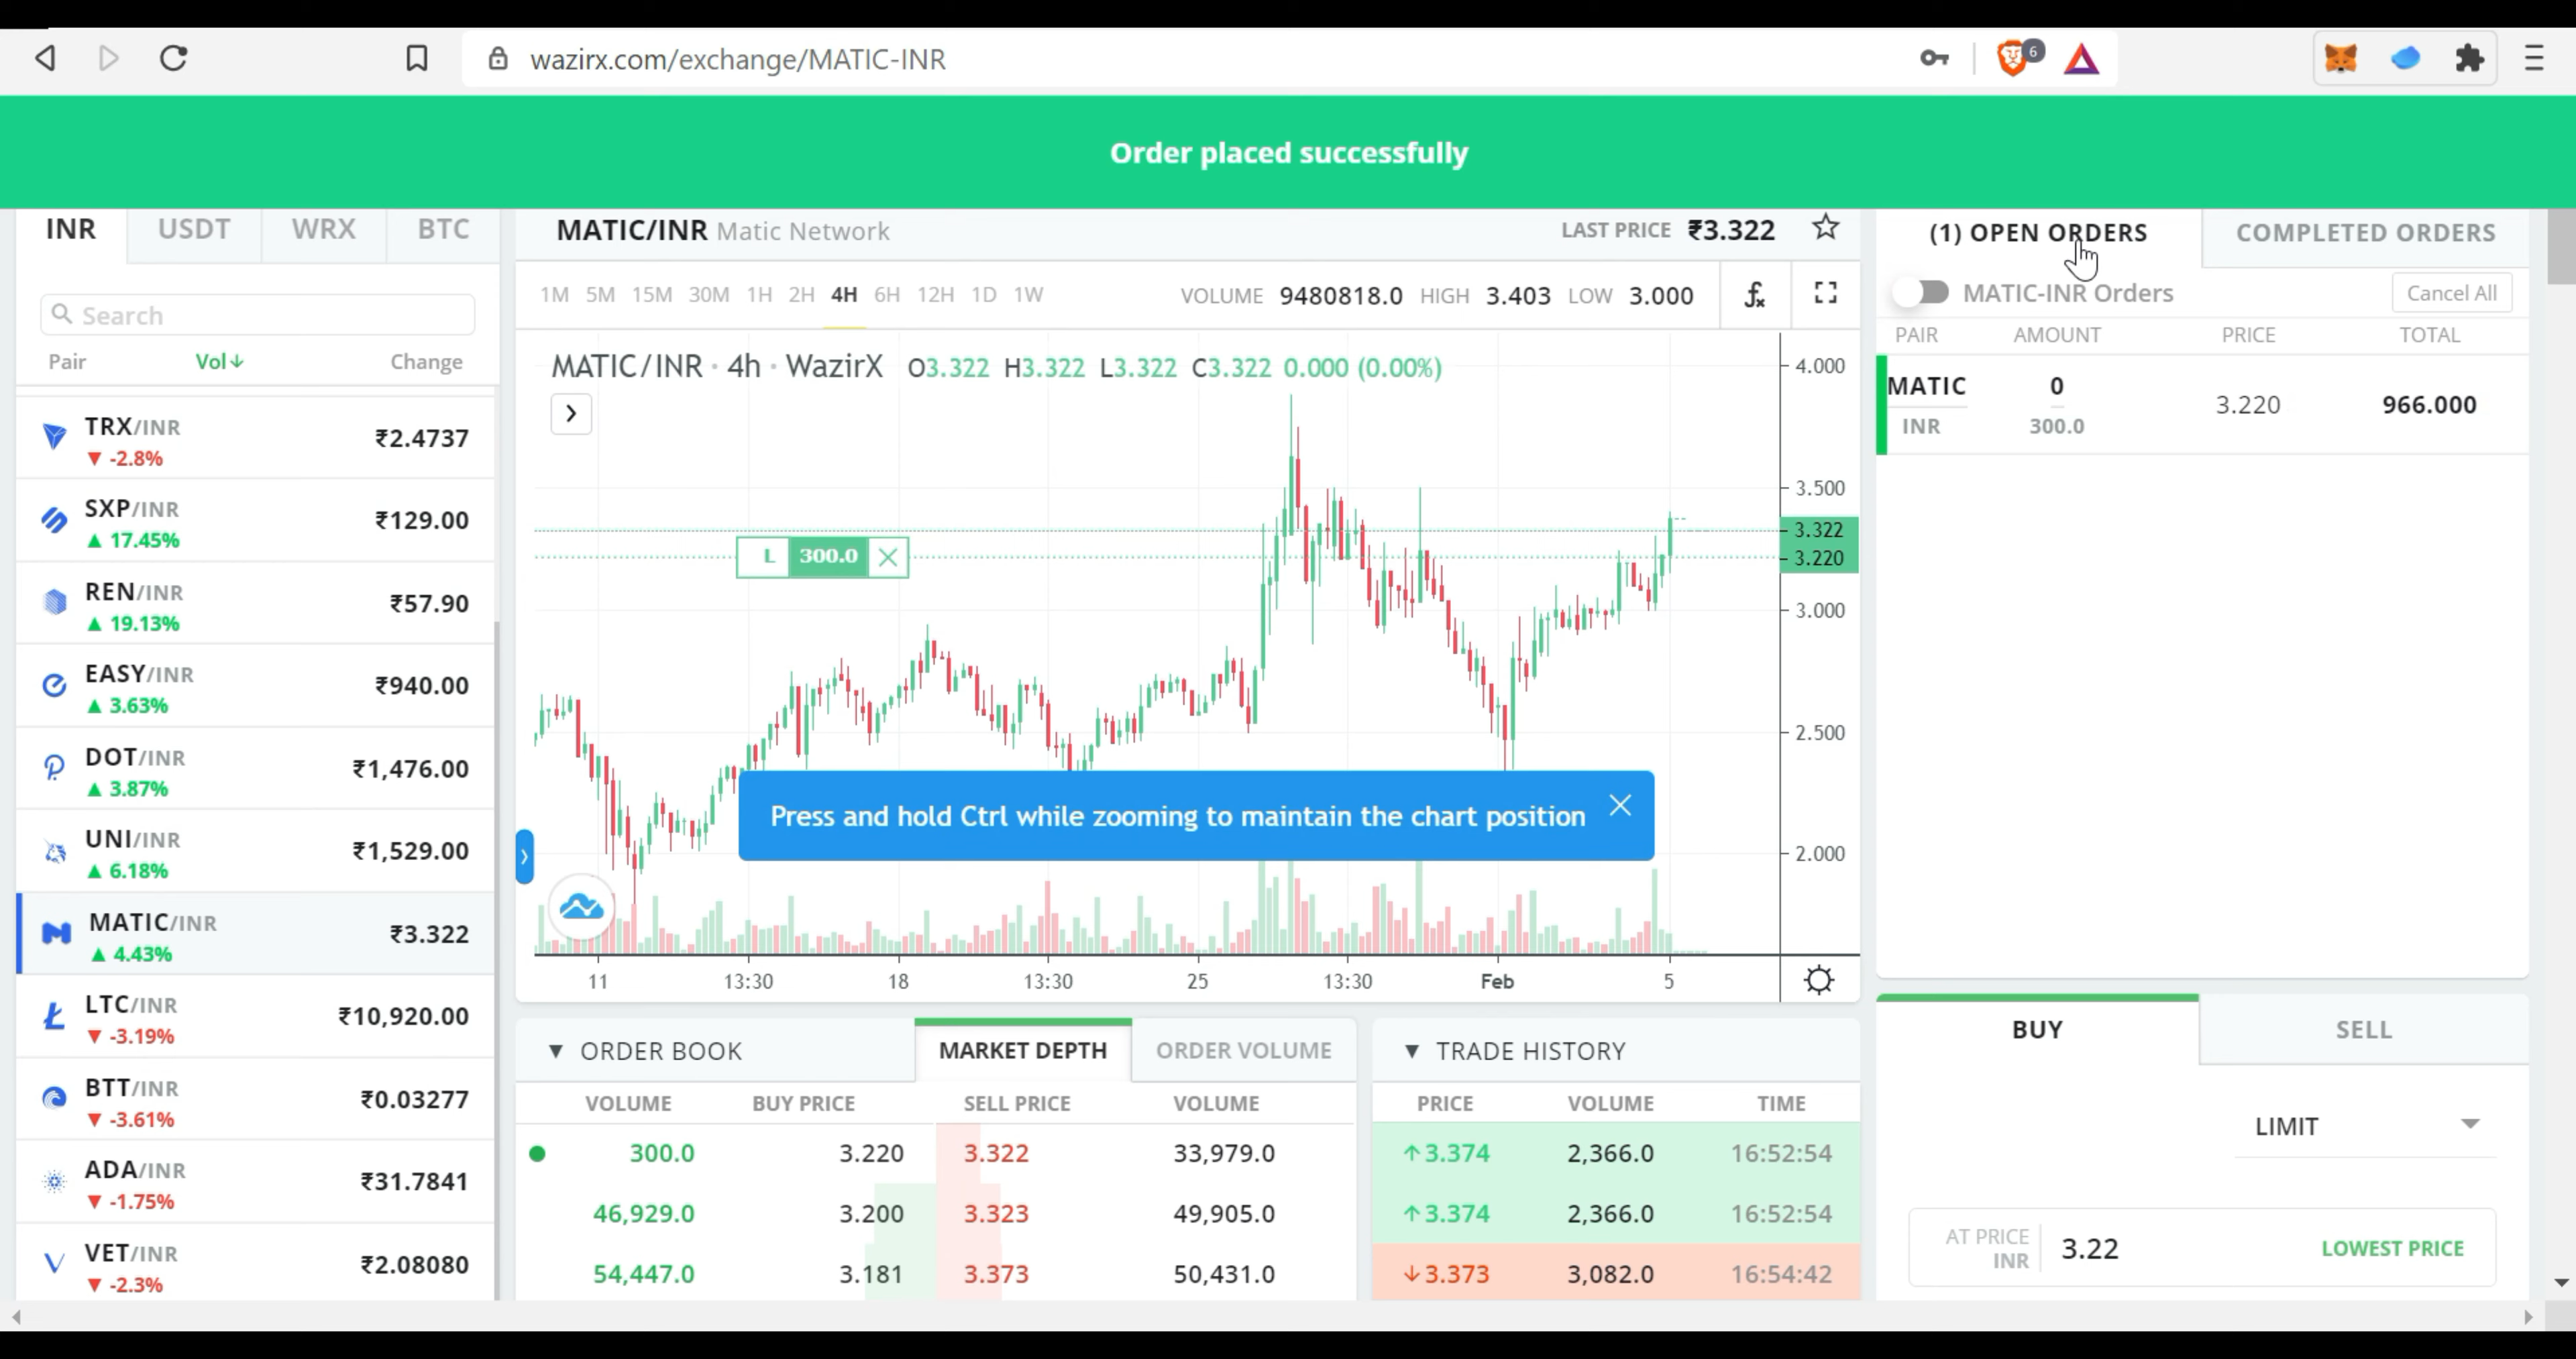 wazirx.com/exchange/MATIC-INR
6
Order placed successfully
INR USDT WRX BTC
Search
Pair Vol↓ Change
TRX/INR ₹2.4737
▼ -2.8%
SXP/INR ₹129.00
▲ 17.45%
REN/INR ₹57.90
▲ 19.13%
EASY/INR ₹940.00
▲ 3.63%
DOT/INR ₹1,476.00
▲ 3.87%
UNI/INR ₹1,529.00
▲ 6.18%
MATIC/INR ₹3.322
▲ 4.43%
LTC/INR ₹10,920.00
▼ -3.19%
BTT/INR ₹0.03277
▼ -3.61%
ADA/INR ₹31.7841
▼ -1.75%
VET/INR ₹2.08080
▼ -2.3%
MATIC/INR Matic Network LAST PRICE ₹3.322
1M 5M 15M 30M 1H 2H 4H 6H 12H 1D 1W VOLUME 9480818.0 HIGH 3.403 LOW 3.000
MATIC/INR · 4h · WazirX O3.322 H3.322 L3.322 C3.322 0.000 (0.00%)
4.000
3.500
3.322
L 300.0
3.220
3.000
2.500
Press and hold Ctrl while zooming to maintain the chart position
2.000
11 13:30 18 13:30 25 13:30 Feb 5
▼ ORDER BOOK MARKET DEPTH ORDER VOLUME
VOLUME BUY PRICE SELL PRICE VOLUME
300.0 3.220 3.322 33,979.0
46,929.0 3.200 3.323 49,905.0
54,447.0 3.181 3.373 50,431.0
▼ TRADE HISTORY
PRICE VOLUME TIME
↑3.374 2,366.0 16:52:54
↑3.374 2,366.0 16:52:54
↓3.373 3,082.0 16:54:42
(1) OPEN ORDERS COMPLETED ORDERS
MATIC-INR Orders Cancel All
PAIR AMOUNT PRICE TOTAL
MATIC 0 3.220 966.000
INR 300.0
BUY SELL
LIMIT
AT PRICE
INR 3.22 LOWEST PRICE